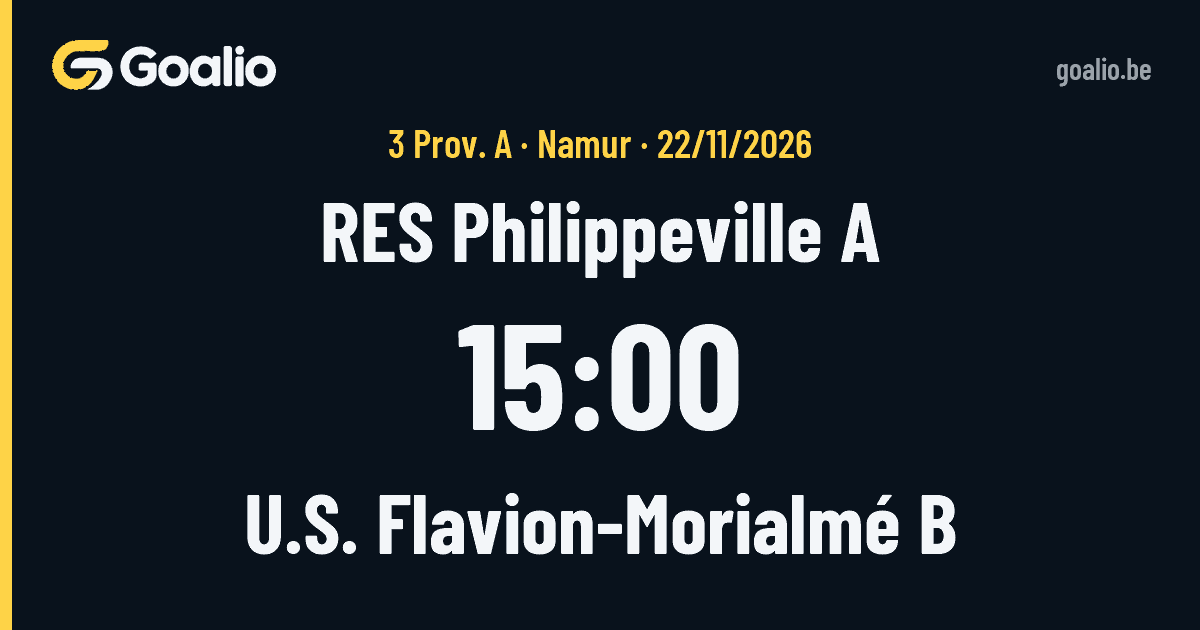 Goalio
goalio.be
3 Prov. A · Namur · 22/11/2026
RES Philippeville A
15:00
U.S. Flavion-Morialmé B